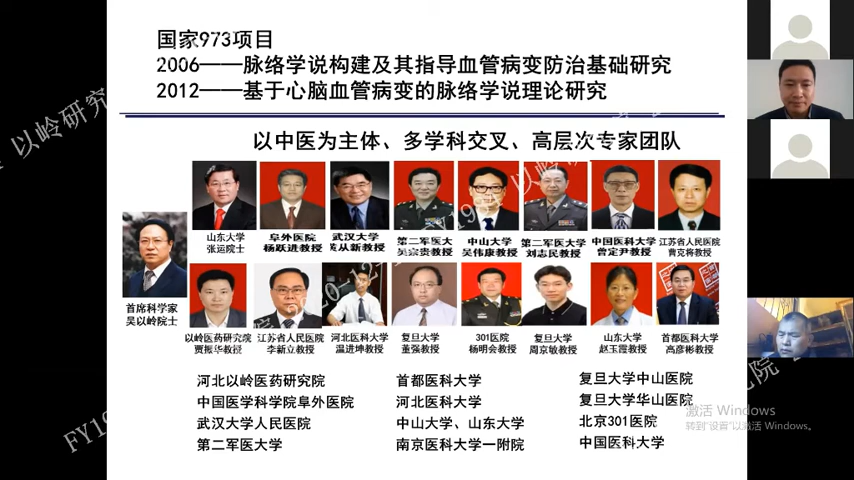 国家973项目
2006——脉络学说构建及其指导血管病变防治基础研究
2012——基于心脑血管病变的脉络学说理论研究
以中医为主体、多学科交叉、高层次专家团队
首席科学家
吴以岭院士
山东大学
张运院士
阜外医院
杨跃进教授
武汉大学
黄从新教授
第二军医大
吴宗贵教授
中山大学
吴伟康教授
第二军医大学
刘志民教授
中国医科大学
曾定尹教授
江苏省人民医院
曹克将教授
以岭医药研究院
贾振华教授
江苏省人民医院
李新立教授
河北医科大学
温进坤教授
复旦大学
董强教授
301医院
杨明会教授
复旦大学
周京敏教授
山东大学
赵玉霞教授
首都医科大学
高彦彬教授
河北以岭医药研究院
首都医科大学
复旦大学中山医院
中国医学科学院阜外医院
河北医科大学
复旦大学华山医院
武汉大学人民医院
中山大学、山东大学
北京301医院
第二军医大学
南京医科大学一附院
中国医科大学
激活 Windows
转到"设置"以激活 Windows。
以岭研究